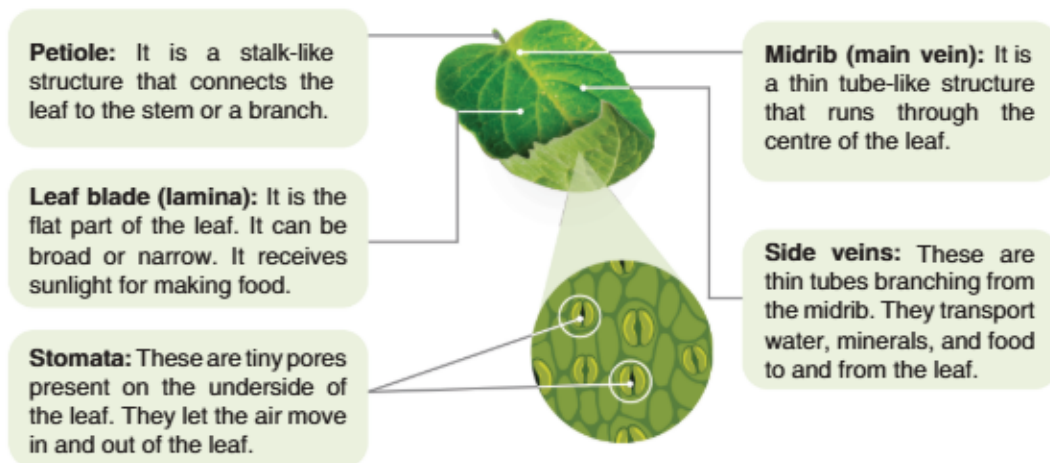 Petiole: It is a stalk-like
structure that connects the
leaf to the stem or a branch.
Leaf blade (lamina): It is the
flat part of the leaf. It can be
broad or narrow. It receives
sunlight for making food.
Stomata: These are tiny pores
present on the underside of
the leaf. They let the air move
in and out of the leaf.
Midrib (main vein): It is
a thin tube-like structure
that runs through the
centre of the leaf.
Side veins: These are
thin tubes branching from
the midrib. They transport
water, minerals, and food
to and from the leaf.